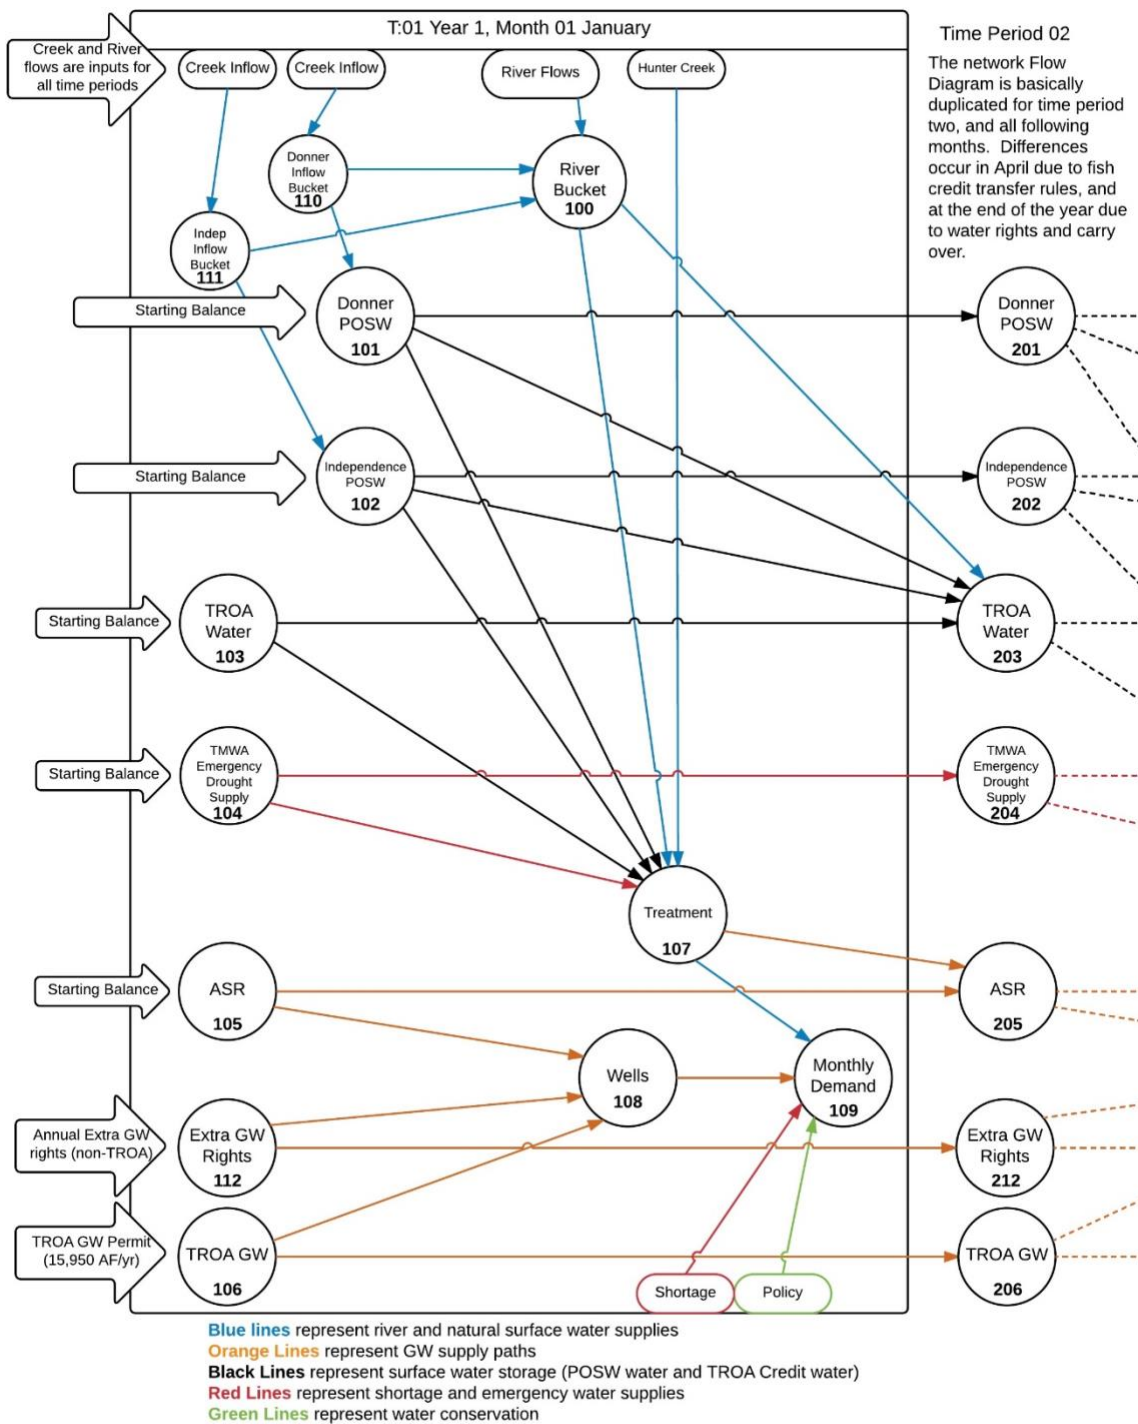 T:01 Year 1, Month 01 January
Creek and River
flows are inputs for
all time periods
Creek Inflow
Creek Inflow
River Flows
Hunter Creek
Time Period 02
The network Flow
Diagram is basically
duplicated for time period
two, and all following
months. Differences
occur in April due to fish
credit transfer rules, and
at the end of the year due
to water rights and carry
over.
Donner
Inflow
Bucket
110
River
Bucket
100
Indep
Inflow
Bucket
111
Starting Balance
Donner
POSW
101
Donner
POSW
201
Starting Balance
Independence
POSW
102
Independence
POSW
202
Starting Balance
TROA
Water
103
TROA
Water
203
Starting Balance
TMWA
Emergency
Drought
Supply
104
TMWA
Emergency
Drought
Supply
204
Treatment
107
Starting Balance
ASR
105
ASR
205
Wells
108
Monthly
Demand
109
Annual Extra GW
rights (non-TROA)
Extra GW
Rights
112
Extra GW
Rights
212
TROA GW Permit
(15,950 AF/yr)
TROA GW
106
TROA GW
206
Shortage
Policy
Blue lines represent river and natural surface water supplies
Orange Lines represent GW supply paths
Black Lines represent surface water storage (POSW water and TROA Credit water)
Red Lines represent shortage and emergency water supplies
Green Lines represent water conservation